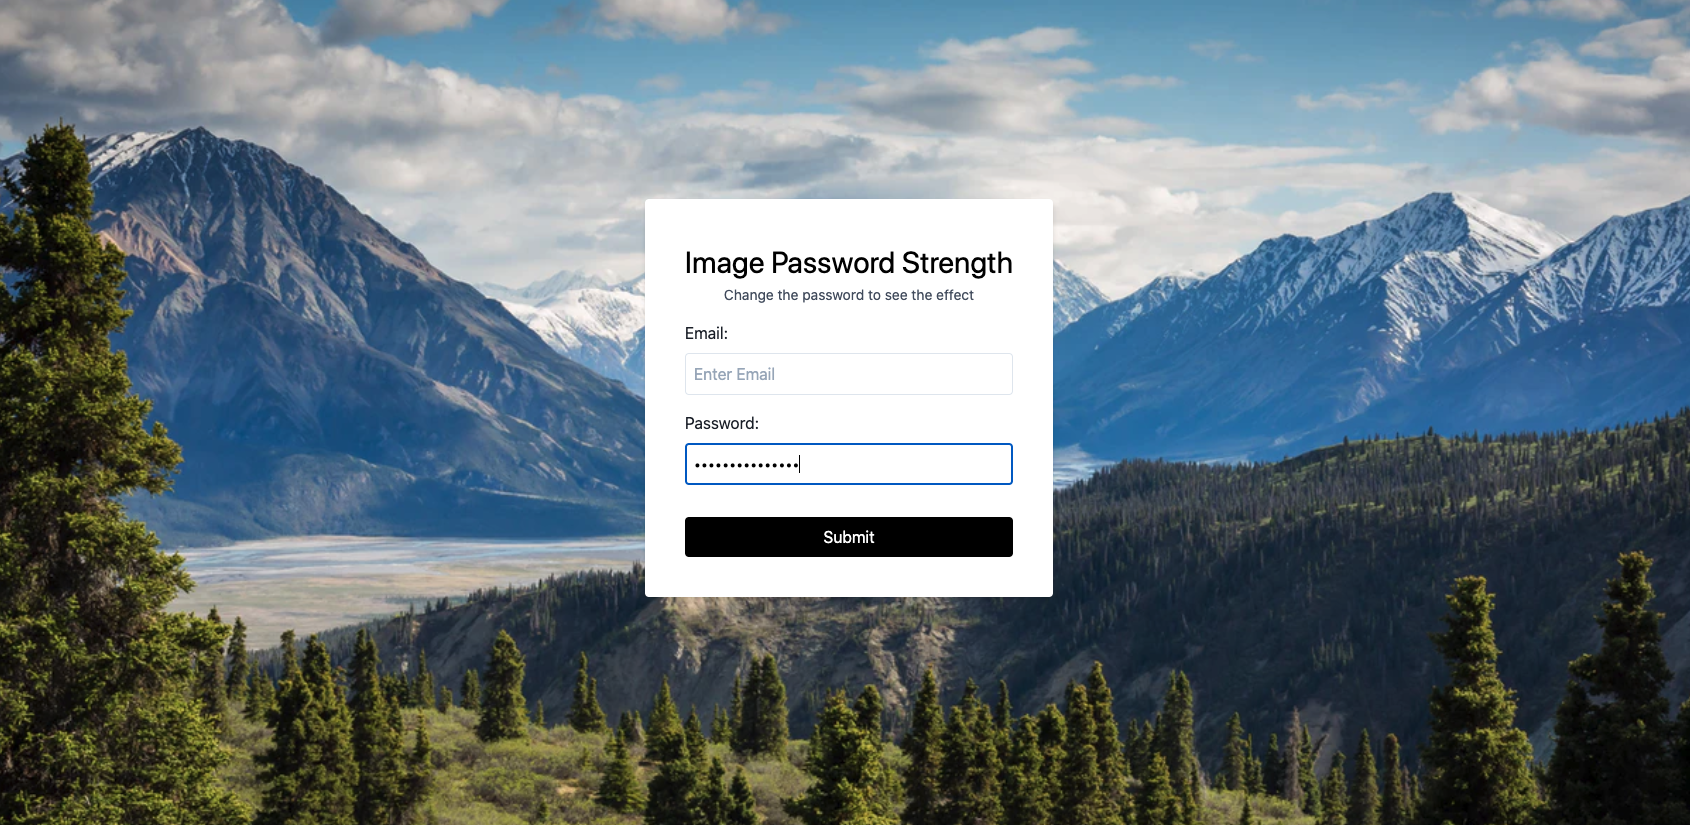 Image Password Strength
Change the password to see the effect
Email:
Enter Email
Password:
•••••••••••••••
Submit